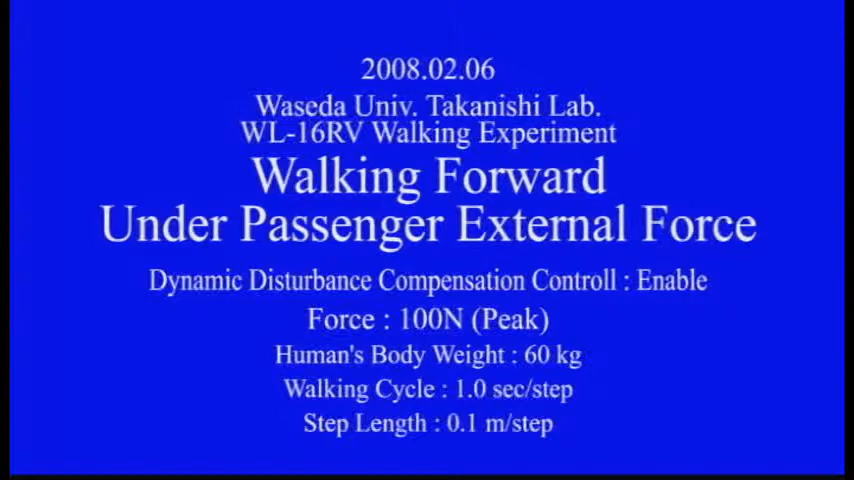 2008.02.06
Waseda Univ. Takanishi Lab.
WL-16RV Walking Experiment
Walking Forward
Under Passenger External Force
Dynamic Disturbance Compensation Controll : Enable
Force : 100N (Peak)
Human's Body Weight : 60 kg
Walking Cycle : 1.0 sec/step
Step Length : 0.1 m/step